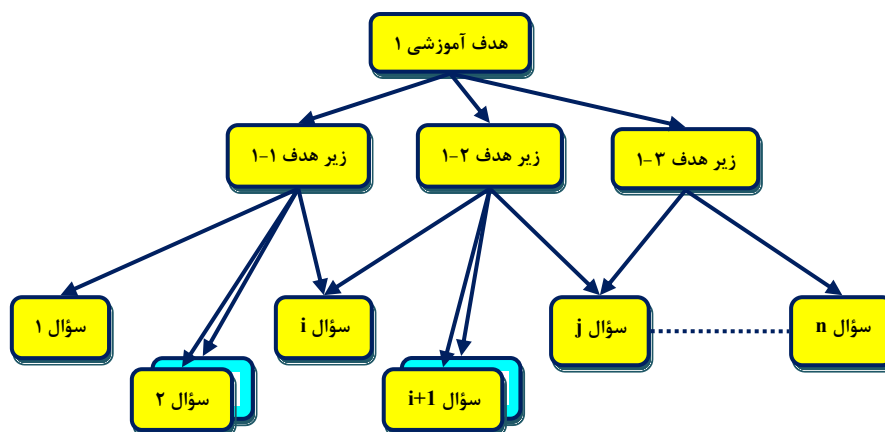 هدف آموزشی ۱
زیر هدف ۱-۱
زیر هدف ۲-۱
زیر هدف ۳-۱
سؤال ۱
سؤال i
سؤال j
سؤال n
سؤال ۲
سؤال i+1